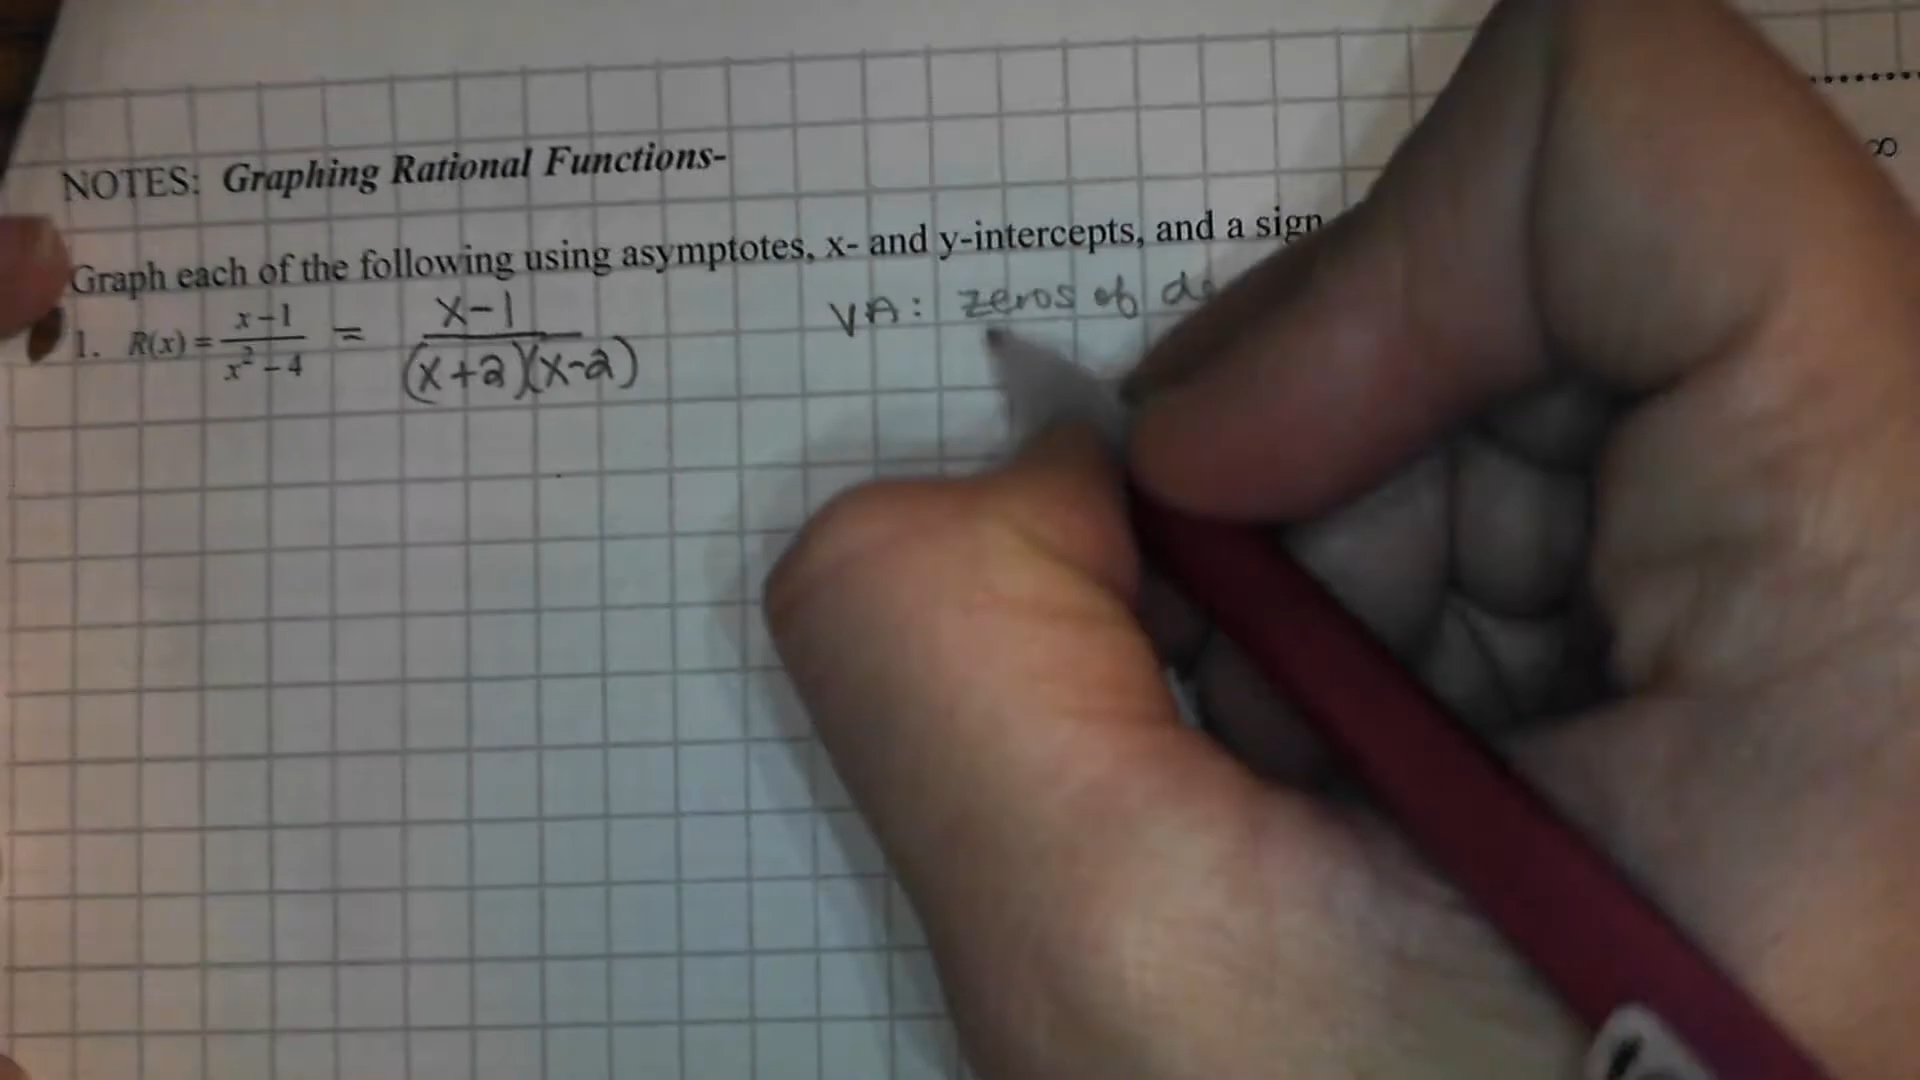 ∞
NOTES: Graphing Rational Functions-
Graph each of the following using asymptotes, x- and y-intercepts, and a sign
1. R(x) = (x-1)/(x²-4) = (x-1)/((x+2)(x-2))
VA: zeros of